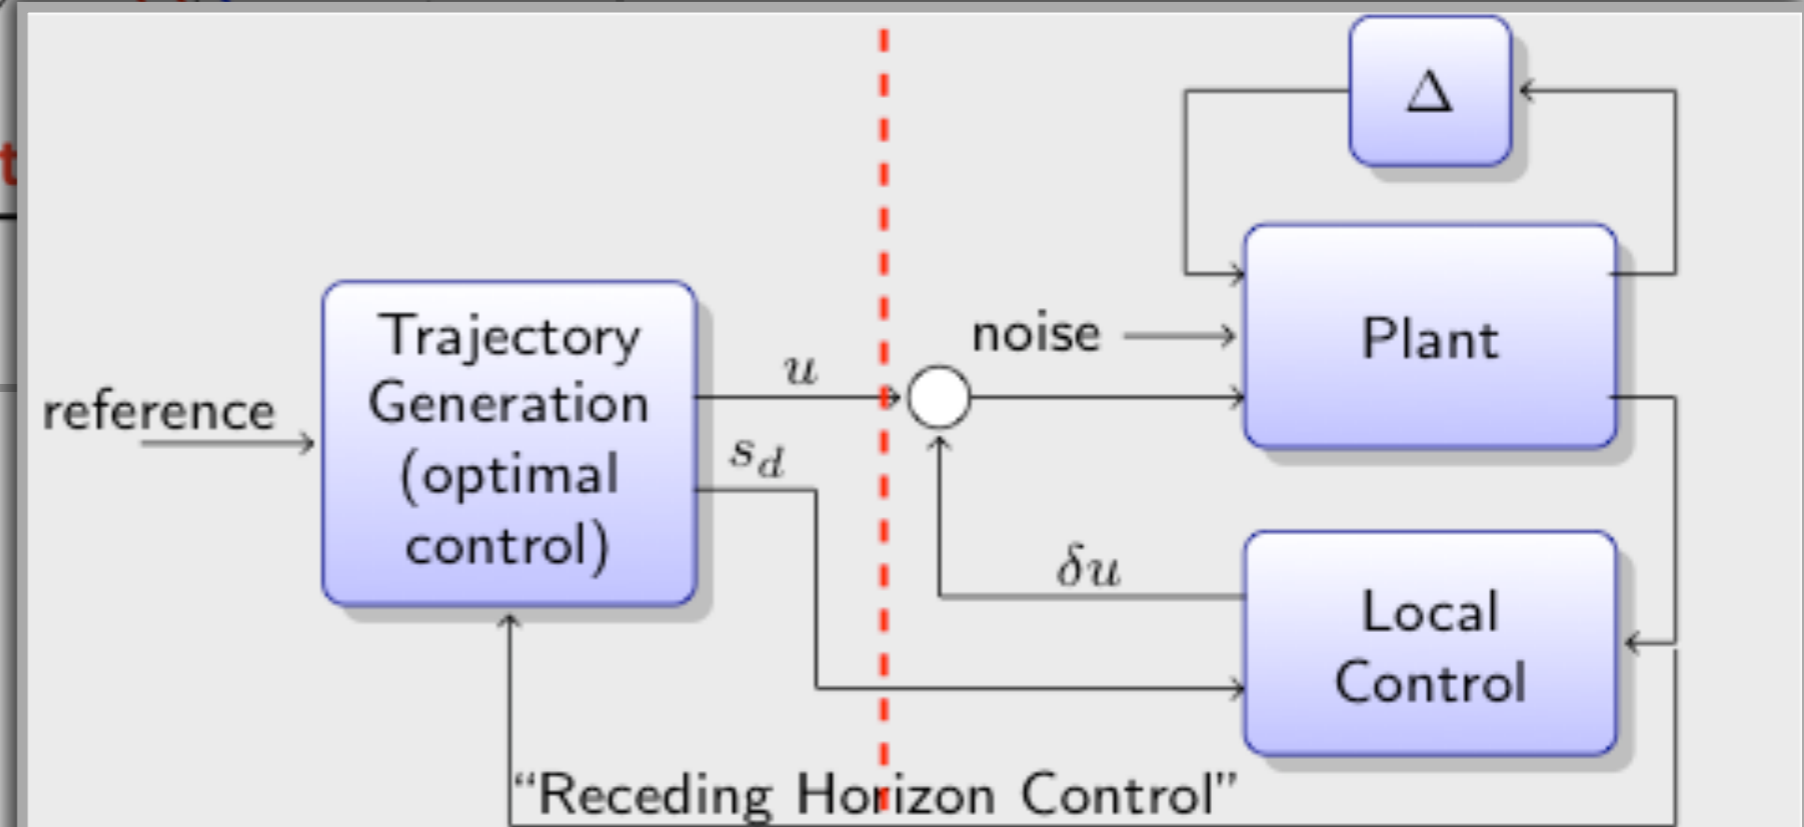 t
Δ
Trajectory
Generation
(optimal
control)
reference
u
s_d
noise
Plant
δu
Local
Control
“Receding Horizon Control”